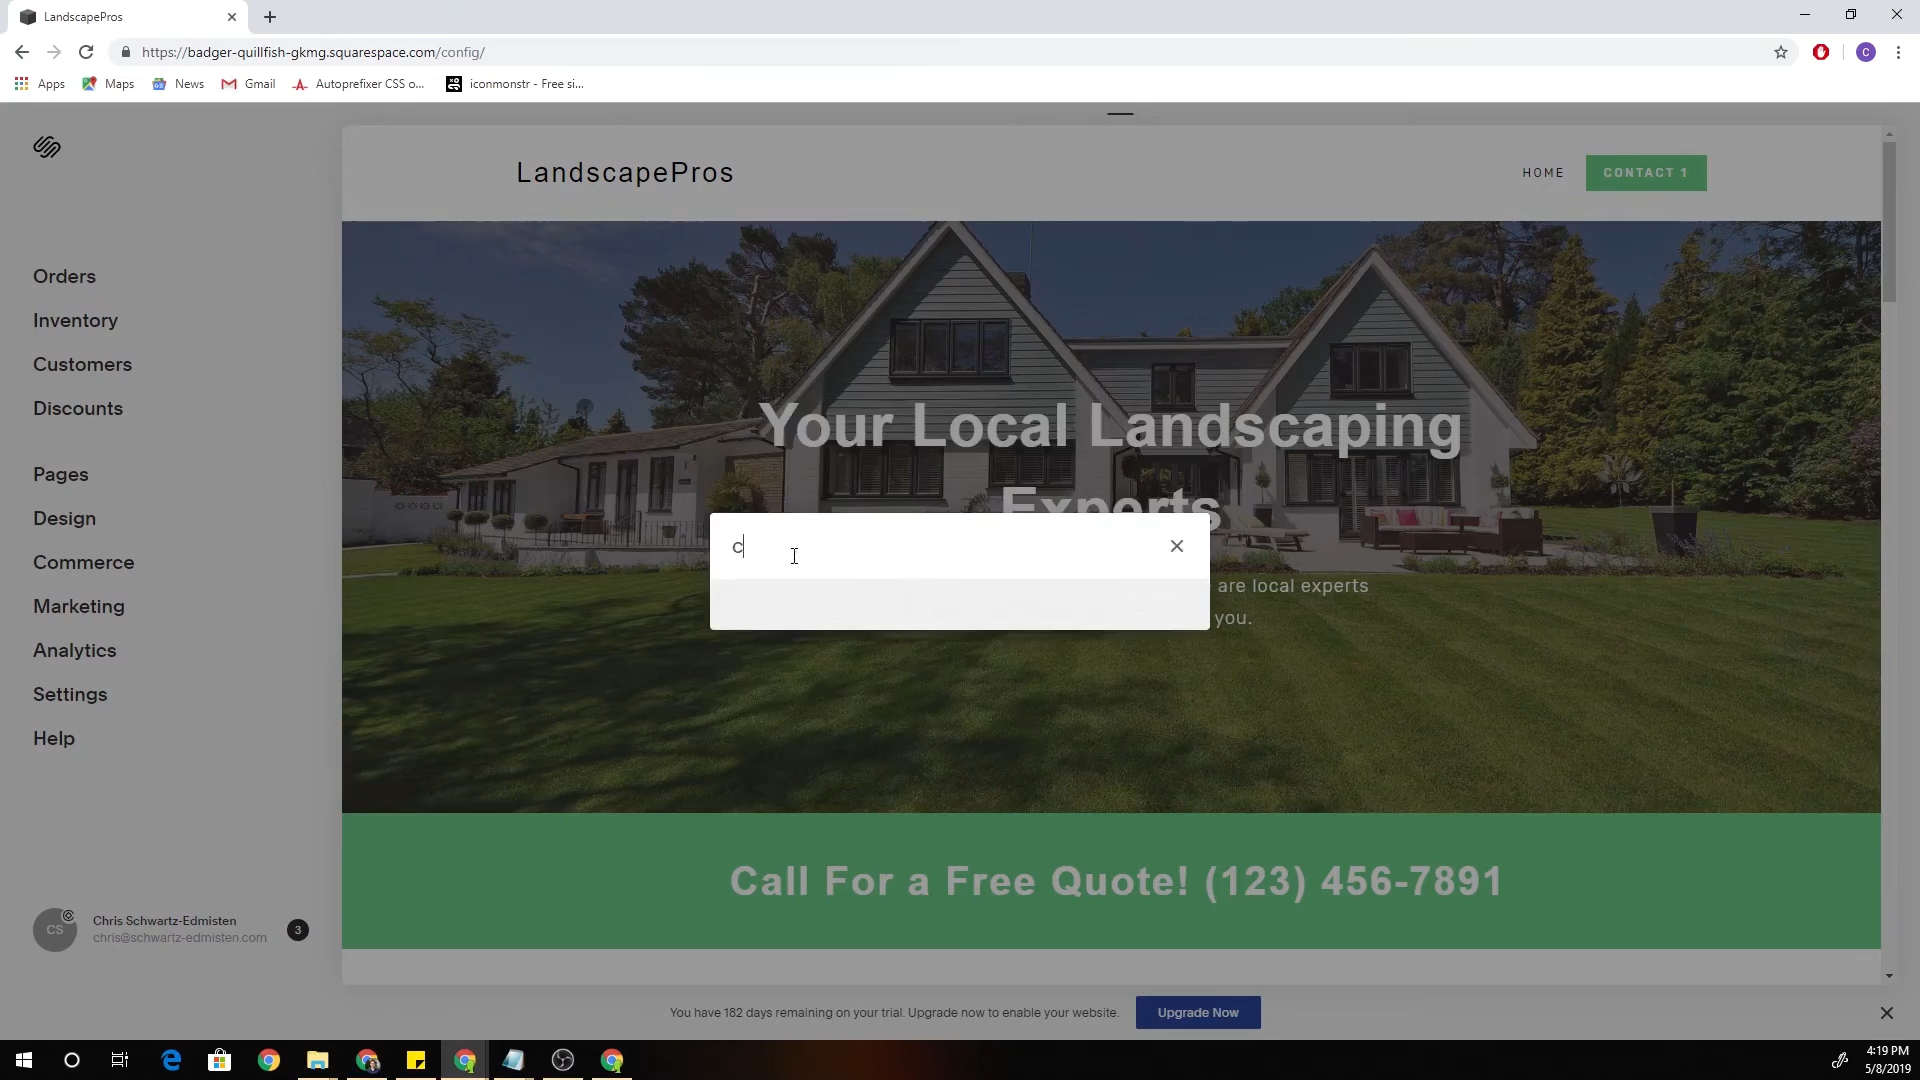 LandscapePros
https://badger-quillfish-gkmg.squarespace.com/config/
C
Apps
Maps
News
Gmail
Autoprefixer CSS o...
iconmonstr - Free si...
LandscapePros
HOME
CONTACT 1
Orders
Inventory
Customers
Discounts
Pages
Design
Commerce
Marketing
Analytics
Settings
Help
Your Local Landscaping
Experts
c
are local experts
you.
Call For a Free Quote! (123) 456-7891
CS
Chris Schwartz-Edmisten
chris@schwartz-edmisten.com
3
You have 182 days remaining on your trial. Upgrade now to enable your website.
Upgrade Now
4:19 PM
5/8/2019